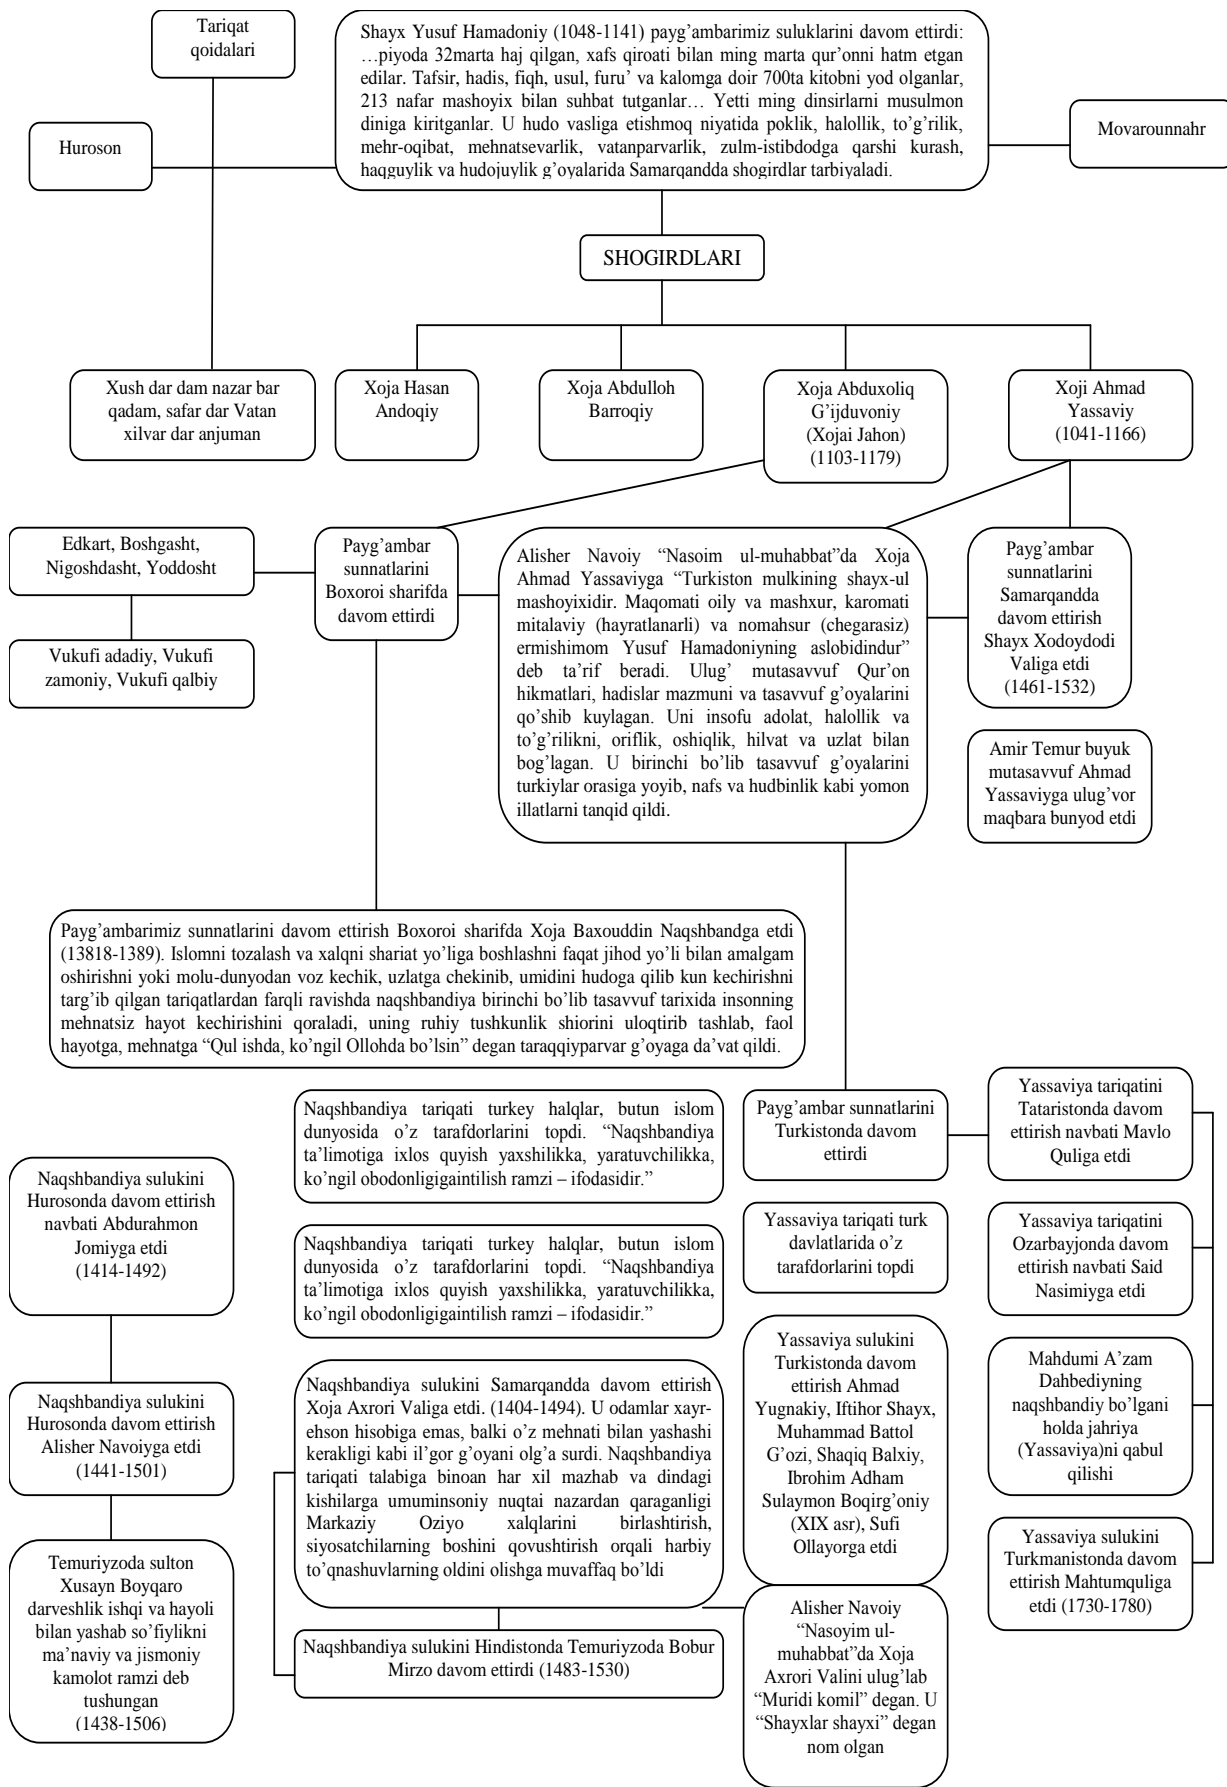 Tariqat
qoidalari
Shayx Yusuf Hamadoniy (1048-1141) payg’ambarimiz suluklarini davom ettirdi:
…piyoda 32marta haj qilgan, xafs qiroati bilan ming marta qur’onni hatm etgan
edilar. Tafsir, hadis, fiqh, usul, furu’ va kalomga doir 700ta kitobni yod olganlar,
213 nafar mashoyix bilan suhbat tutganlar… Yetti ming dinsirlarni musulmon
diniga kiritganlar. U hudo vasliga etishmoq niyatida poklik, halollik, to’g’rilik,
mehr-oqibat, mehnatsevarlik, vatanparvarlik, zulm-istibdodga qarshi kurash,
haqguylik va hudojuylik g’oyalarida Samarqandda shogirdlar tarbiyaladi.
Huroson
Movarounnahr
SHOGIRDLARI
Xush dar dam nazar bar
qadam, safar dar Vatan
xilvar dar anjuman
Xoja Hasan
Andoqiy
Xoja Abdulloh
Barroqiy
Xoja Abduxoliq
G’ijduvoniy
(Xojai Jahon)
(1103-1179)
Xoji Ahmad
Yassaviy
(1041-1166)
Edkart, Boshgasht,
Nigoshdasht, Yoddosht
Vukufi adadiy, Vukufi
zamoniy, Vukufi qalbiy
Payg’ambar
sunnatlarini
Boxoroi sharifda
davom ettirdi
Alisher Navoiy “Nasoim ul-muhabbat”da Xoja
Ahmad Yassaviyga “Turkiston mulkining shayx-ul
mashoyixidir. Maqomati oily va mashxur, karomati
mitalaviy (hayratlanarli) va nomahsur (chegarasiz)
ermishimom Yusuf Hamadoniyning aslobidindur”
deb ta’rif beradi. Ulug’ mutasavvuf Qur’on
hikmatlari, hadislar mazmuni va tasavvuf g’oyalarini
qo’shib kuylagan. Uni insofu adolat, halollik va
to’g’rilikni, oriflik, oshiqlik, hilvat va uzlat bilan
bog’lagan. U birinchi bo’lib tasavvuf g’oyalarini
turkiylar orasiga yoyib, nafs va hudbinlik kabi yomon
illatlarni tanqid qildi.
Payg’ambar
sunnatlarini
Samarqandda
davom ettirish
Shayx Xodoydodi
Valiga etdi
(1461-1532)
Amir Temur buyuk
mutasavvuf Ahmad
Yassaviyga ulug’vor
maqbara bunyod etdi
Payg’ambarimiz sunnatlarini davom ettirish Boxoroi sharifda Xoja Baxouddin Naqshbandga etdi
(13818-1389). Islomni tozalash va xalqni shariat yo’liga boshlashni faqat jihod yo’li bilan amalgam
oshirishni yoki molu-dunyodan voz kechik, uzlatga chekinib, umidini hudoga qilib kun kechirishni
targ’ib qilgan tariqatlardan farqli ravishda naqshbandiya birinchi bo’lib tasavvuf tarixida insonning
mehnatsiz hayot kechirishini qoraladi, uning ruhiy tushkunlik shiorini uloqtirib tashlab, faol
hayotga, mehnatga “Qul ishda, ko’ngil Ollohda bo’lsin” degan taraqqiyparvar g’oyaga da’vat qildi.
Naqshbandiya tariqati turkey halqlar, butun islom
dunyosida o’z tarafdorlarini topdi. “Naqshbandiya
ta’limotiga ixlos quyish yaxshilikka, yaratuvchilikka,
ko’ngil obodonligigaintilish ramzi – ifodasidir.”
Payg’ambar sunnatlarini
Turkistonda davom
ettirdi
Yassaviya tariqatini
Tataristonda davom
ettirish navbati Mavlo
Quliga etdi
Naqshbandiya sulukini
Hurosonda davom ettirish
navbati Abdurahmon
Jomiyga etdi
(1414-1492)
Naqshbandiya tariqati turkey halqlar, butun islom
dunyosida o’z tarafdorlarini topdi. “Naqshbandiya
ta’limotiga ixlos quyish yaxshilikka, yaratuvchilikka,
ko’ngil obodonligigaintilish ramzi – ifodasidir.”
Yassaviya tariqati turk
davlatlarida o’z
tarafdorlarini topdi
Yassaviya tariqatini
Ozarbayjonda davom
ettirish navbati Said
Nasimiyga etdi
Naqshbandiya sulukini
Hurosonda davom ettirish
Alisher Navoiyga etdi
(1441-1501)
Naqshbandiya sulukini Samarqandda davom ettirish
Xoja Axrori Valiga etdi. (1404-1494). U odamlar xayr-
ehson hisobiga emas, balki o’z mehnati bilan yashashi
kerakligi kabi il’gor g’oyani olg’a surdi. Naqshbandiya
tariqati talabiga binoan har xil mazhab va dindagi
kishilarga umuminsoniy nuqtai nazardan qaraganligi
Markaziy Oziyo xalqlarini birlashtirish,
siyosatchilarning boshini qovushtirish orqali harbiy
to’qnashuvlarning oldini olishga muvaffaq bo’ldi
Yassaviya sulukini
Turkistonda davom
ettirish Ahmad
Yugnakiy, Iftihor Shayx,
Muhammad Battol
G’ozi, Shaqiq Balxiy,
Ibrohim Adham
Sulaymon Boqirg’oniy
(XIX asr), Sufi
Ollayorga etdi
Mahdumi A’zam
Dahbediyning
naqshbandiy bo’lgani
holda jahriya
(Yassaviya)ni qabul
qilishi
Temuriyzoda sulton
Xusayn Boyqaro
darveshlik ishqi va hayoli
bilan yashab so’fiylikni
ma’naviy va jismoniy
kamolot ramzi deb
tushungan
(1438-1506)
Naqshbandiya sulukini Hindistonda Temuriyzoda Bobur
Mirzo davom ettirdi (1483-1530)
Alisher Navoiy
“Nasoyim ul-
muhabbat”da Xoja
Axrori Valini ulug’lab
“Muridi komil” degan. U
“Shayxlar shayxi” degan
nom olgan
Yassaviya sulukini
Turkmanistonda davom
ettirish Mahtumquliga
etdi (1730-1780)